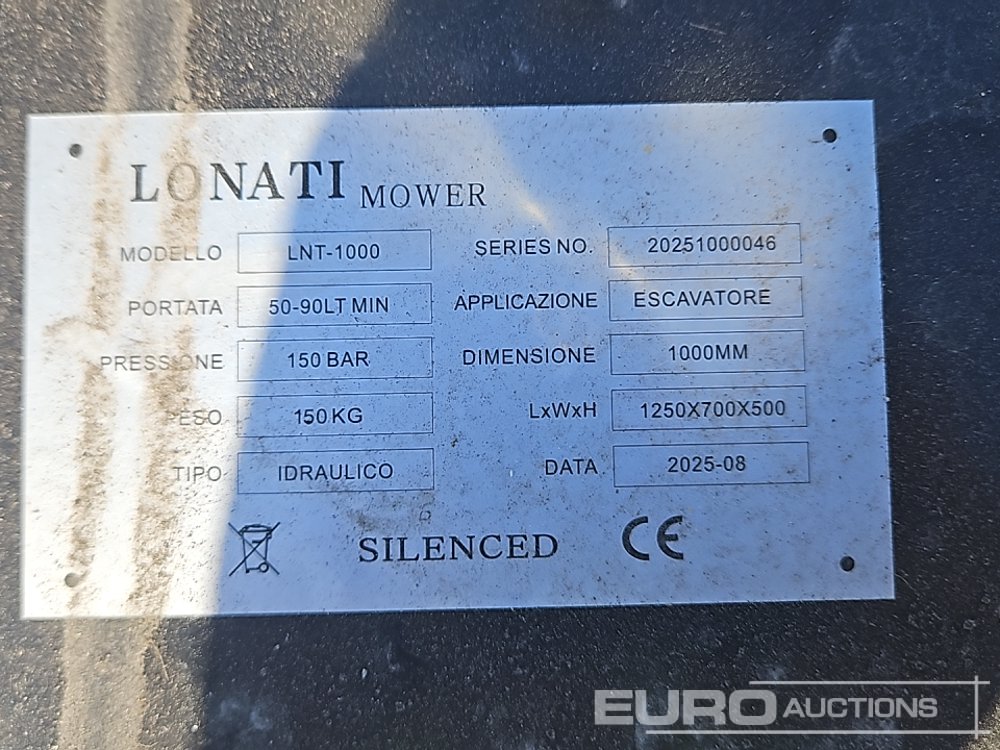 LONATI MOWER
MODELLO LNT-1000 SERIES NO. 20251000046
PORTATA 50-90LT MIN APPLICAZIONE ESCAVATORE
PRESSIONE 150 BAR DIMENSIONE 1000MM
PESO 150 KG LxWxH 1250X700X500
TIPO IDRAULICO DATA 2025-08
SILENCED CE
EURO AUCTIONS